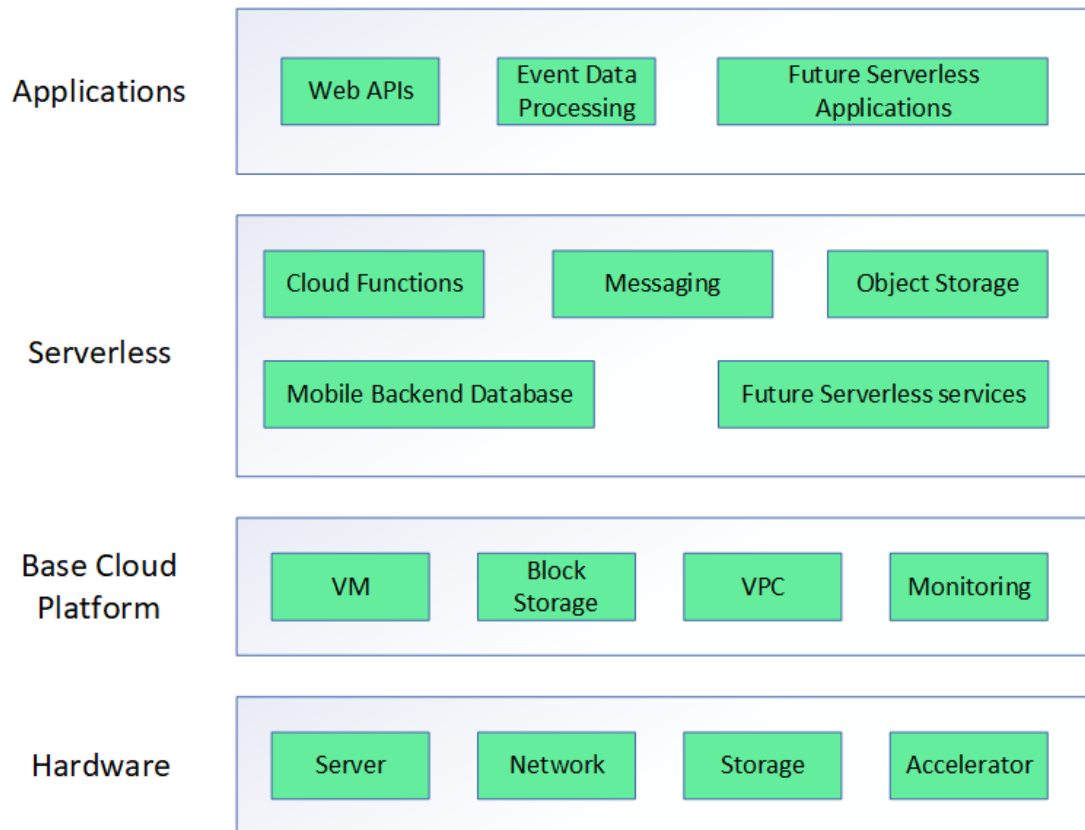 Applications
Web APIs
Event Data
Processing
Future Serverless
Applications
Serverless
Cloud Functions
Messaging
Object Storage
Mobile Backend Database
Future Serverless services
Base Cloud
Platform
VM
Block
Storage
VPC
Monitoring
Hardware
Server
Network
Storage
Accelerator